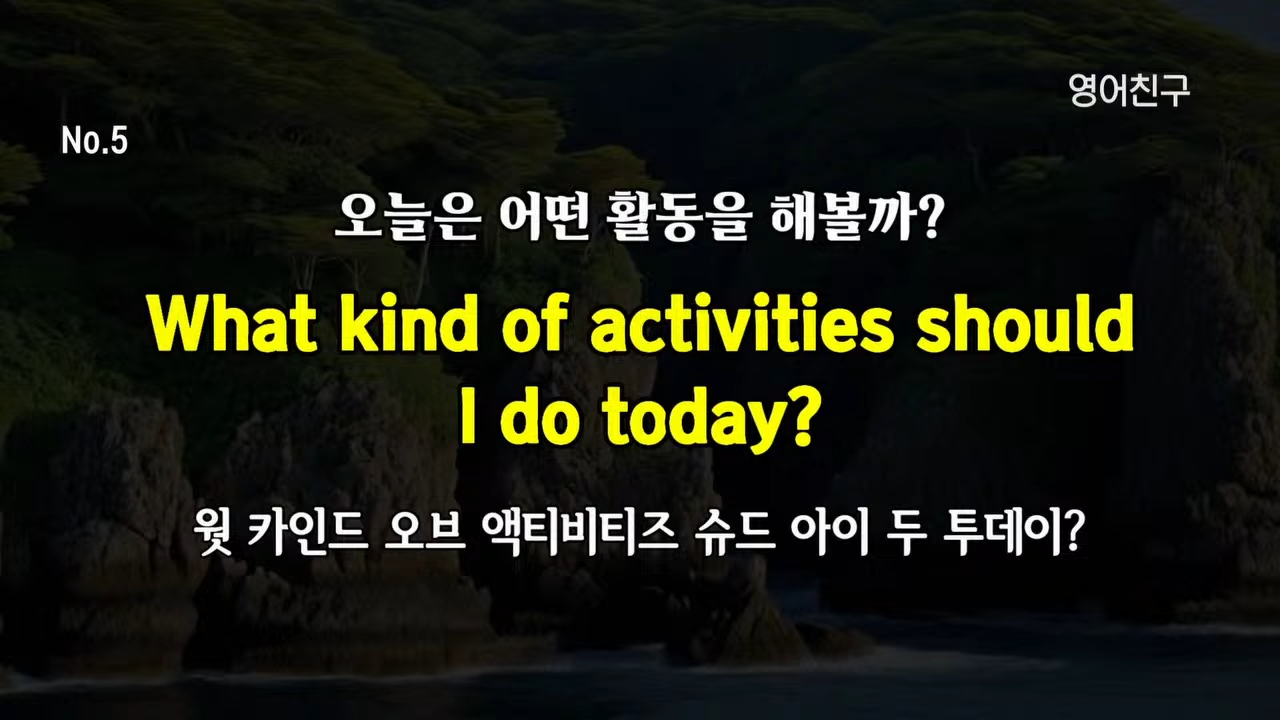 영어친구
No.5
오늘은 어떤 활동을 해볼까?
What kind of activities should
I do today?
웟 카인드 오브 액티비티즈 슈드 아이 두 투데이?